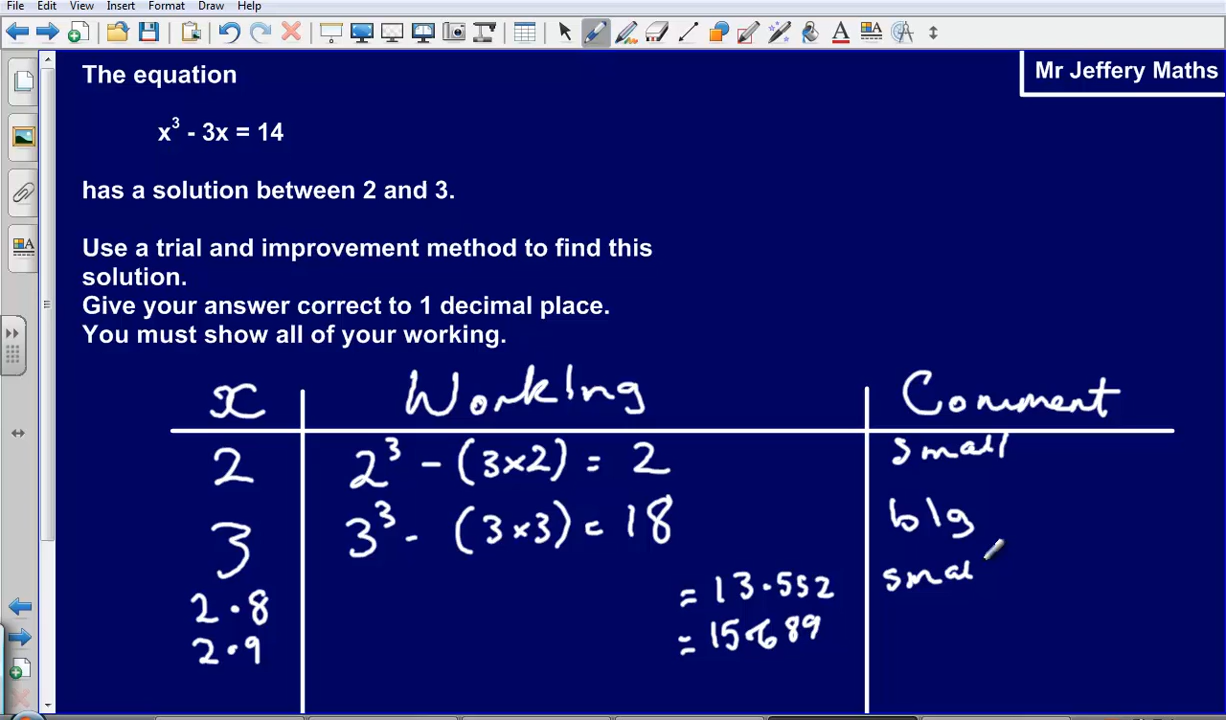 File Edit View Insert Format Draw Help
The equation
Mr Jeffery Maths
x³ - 3x = 14
has a solution between 2 and 3.
Use a trial and improvement method to find this
solution.
Give your answer correct to 1 decimal place.
You must show all of your working.
x Working Comment
2 2³ - (3×2) = 2 small
3 3³ - (3×3) = 18 big
2.8 = 13.552 smal
2.9 = 15.689